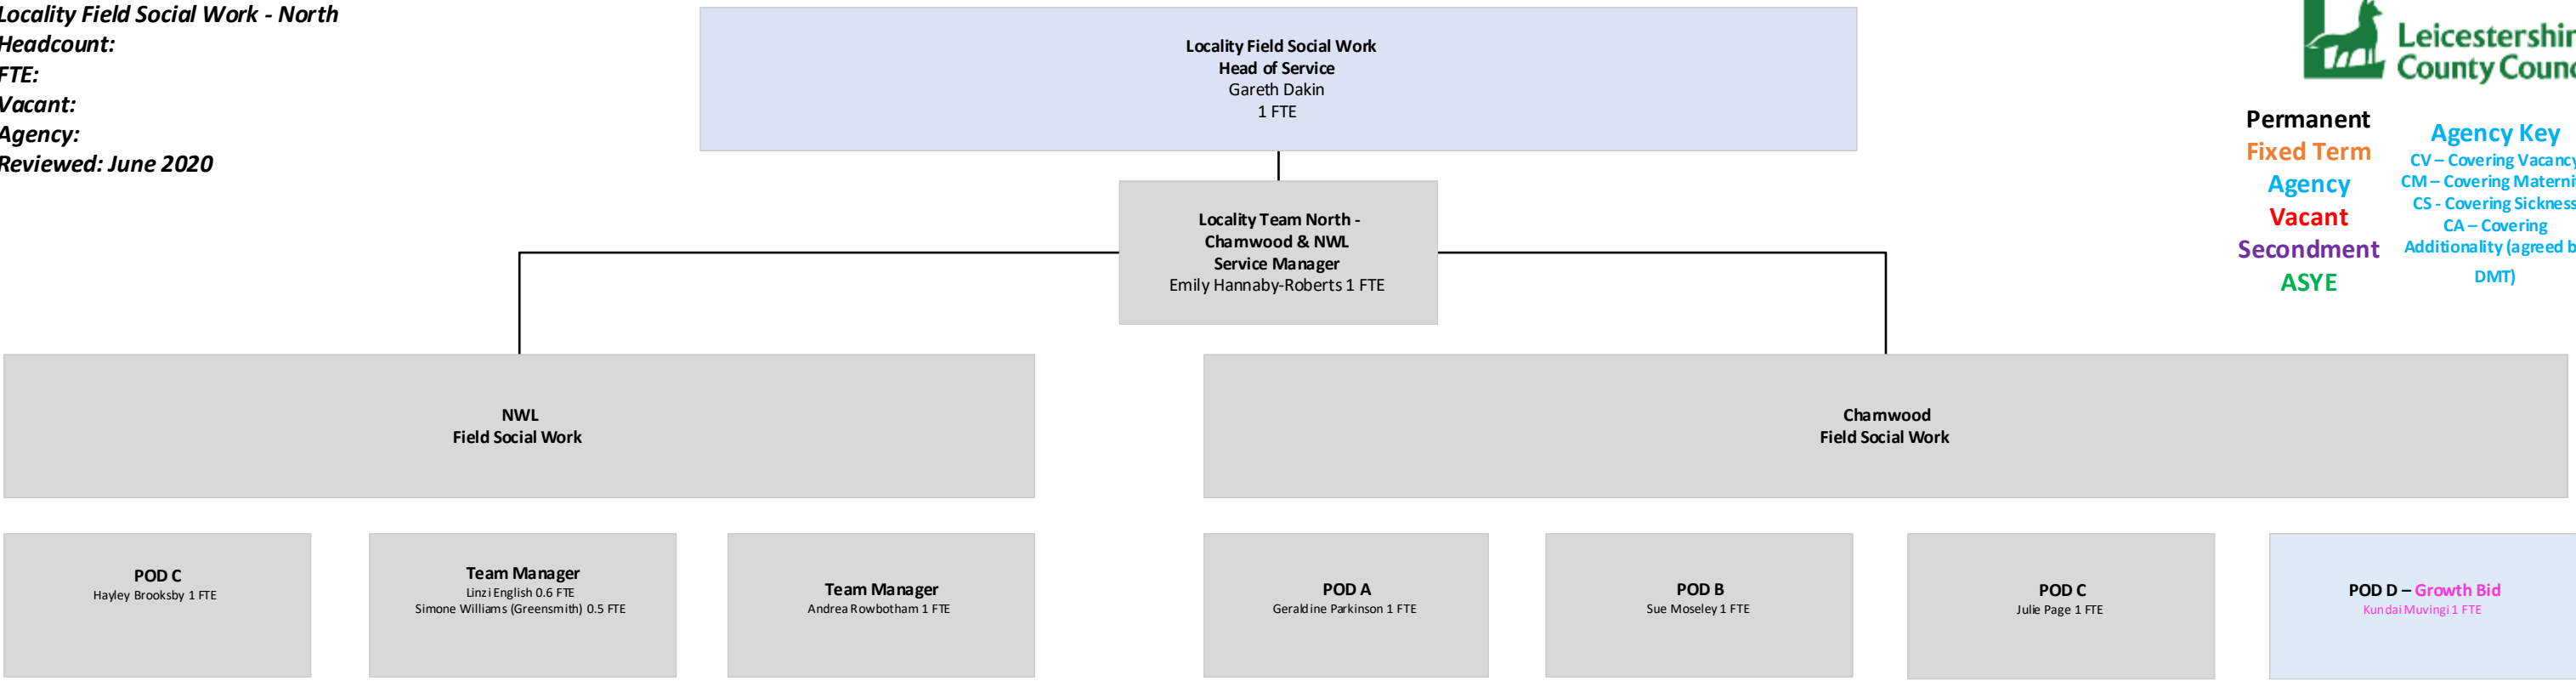 Locality Field Social Work - North
Headcount:
FTE:
Vacant:
Agency:
Reviewed: June 2020
Locality Field Social Work
Head of Service
Gareth Dakin
1 FTE
Leicestershir
County Counc
Permanent
Fixed Term
Agency
Vacant
Secondment
ASYE
Agency Key
CV – Covering Vacancy
CM – Covering Materni
CS - Covering Sickness
CA – Covering
Additionality (agreed b
DMT)
Locality Team North -
Charnwood & NWL
Service Manager
Emily Hannaby-Roberts 1 FTE
NWL
Field Social Work
Charnwood
Field Social Work
POD C
Hayley Brooksby 1 FTE
Team Manager
Linzi English 0.6 FTE
Simone Williams (Greensmith) 0.5 FTE
Team Manager
Andrea Rowbotham 1 FTE
POD A
Geraldine Parkinson 1 FTE
POD B
Sue Moseley 1 FTE
POD C
Julie Page 1 FTE
POD D – Growth Bid
Kundai Muvingi 1 FTE